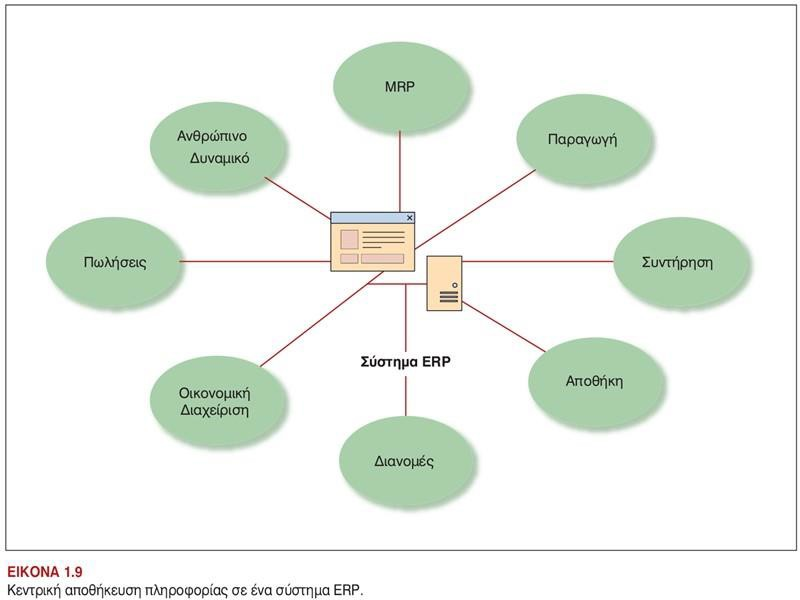 MRP
Ανθρώπινο
Δυναμικό
Παραγωγή
Πωλήσεις
Συντήρηση
Σύστημα ERP
Οικονομική
Διαχείριση
Αποθήκη
Διανομές
ΕΙΚΟΝΑ 1.9
Κεντρική αποθήκευση πληροφορίας σε ένα σύστημα ERP.